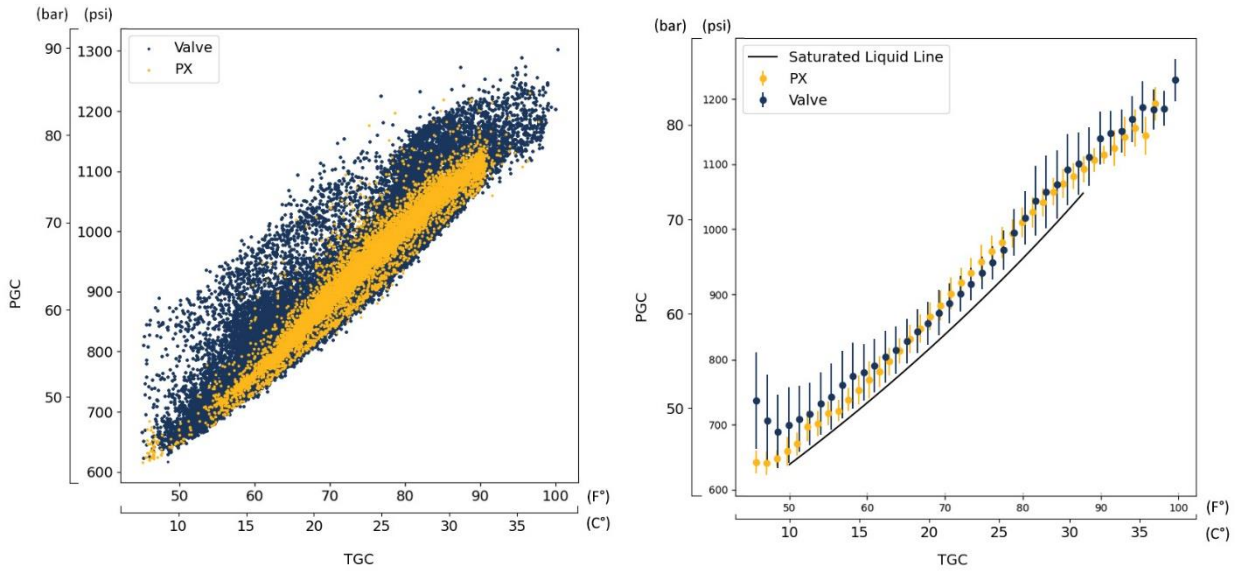 (bar) (psi)
90
80
70
60
50
1300
1200
1100
1000
900
800
700
600
Valve
PX
PGC
50 60 70 80 90 100 (F°)
10 15 20 25 30 35 (C°)
TGC
(bar) (psi)
80
70
60
50
1200
1100
1000
900
800
700
600
Saturated Liquid Line
PX
Valve
PGC
50 60 70 80 90 100 (F°)
10 15 20 25 30 35 (C°)
TGC